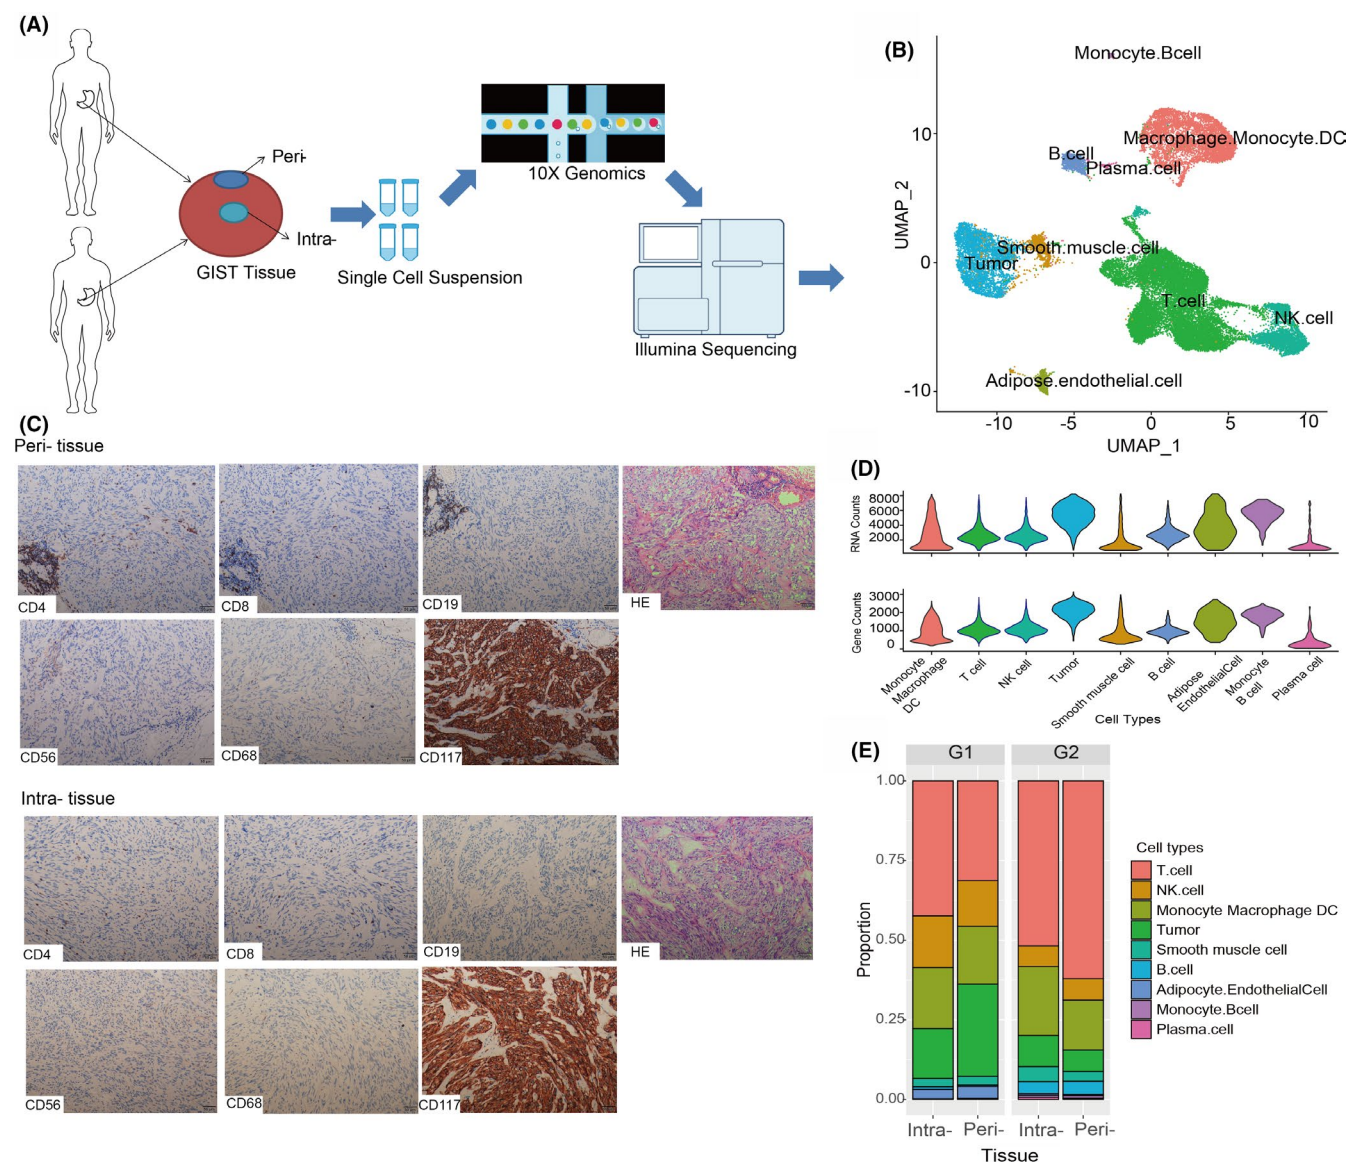 (A)
Peri-
Intra-
GIST Tissue
Single Cell Suspension
10X Genomics
Illumina Sequencing
(B)
Monocyte.Bcell
Macrophage.Monocyte.DC
B.cell
Plasma.cell
Smooth.muscle.cell
Tumor
T.cell
NK.cell
Adipose.endothelial.cell
UMAP_2
10
0
-10
-10
-5
0
5
10
UMAP_1
(C)
Peri- tissue
CD4
CD8
CD19
HE
CD56
CD68
CD117
Intra- tissue
CD4
CD8
CD19
HE
CD56
CD68
CD117
(D)
RNA Counts
8000
6000
4000
2000
Gene Counts
3000
2000
1000
0
Monocyte
Macrophage
DC
T cell
NK cell
Tumor
Smooth muscle cell
B cell
Adipose
EndothelialCell
Monocyte
B cell
Plasma cell
Cell Types
(E)
G1
G2
Proportion
1.00
0.75
0.50
0.25
0.00
Intra-
Peri-
Intra-
Peri-
Tissue
Cell types
T.cell
NK.cell
Monocyte Macrophage DC
Tumor
Smooth muscle cell
B.cell
Adipocyte.EndothelialCell
Monocyte.Bcell
Plasma.cell